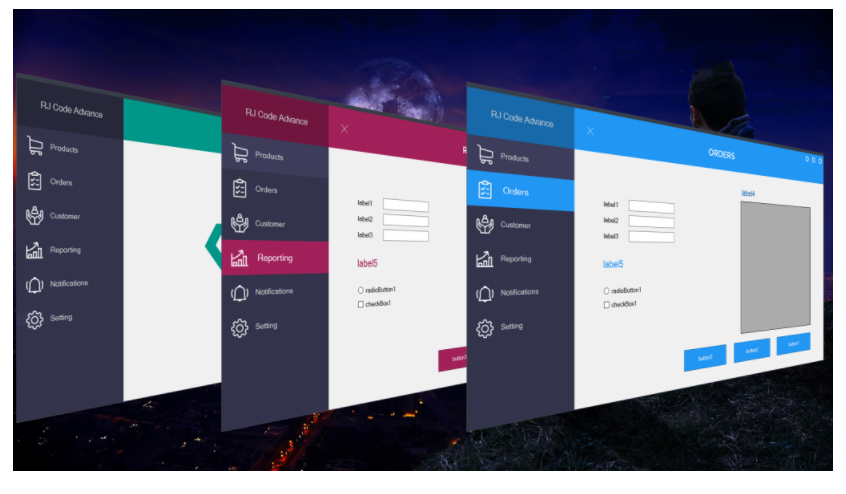 RJ Code Advance
Products
Orders
Customer
Reporting
Notifications
Setting
RJ Code Advance
Products
Orders
Customer
Reporting
Notifications
Setting
R
label1
label2
label3
label5
radioButton1
checkBox1
button3
RJ Code Advance
Products
Orders
Customer
Reporting
Notifications
Setting
ORDERS
label4
label1
label2
label3
label5
radioButton1
checkBox1
button3
button2
button1